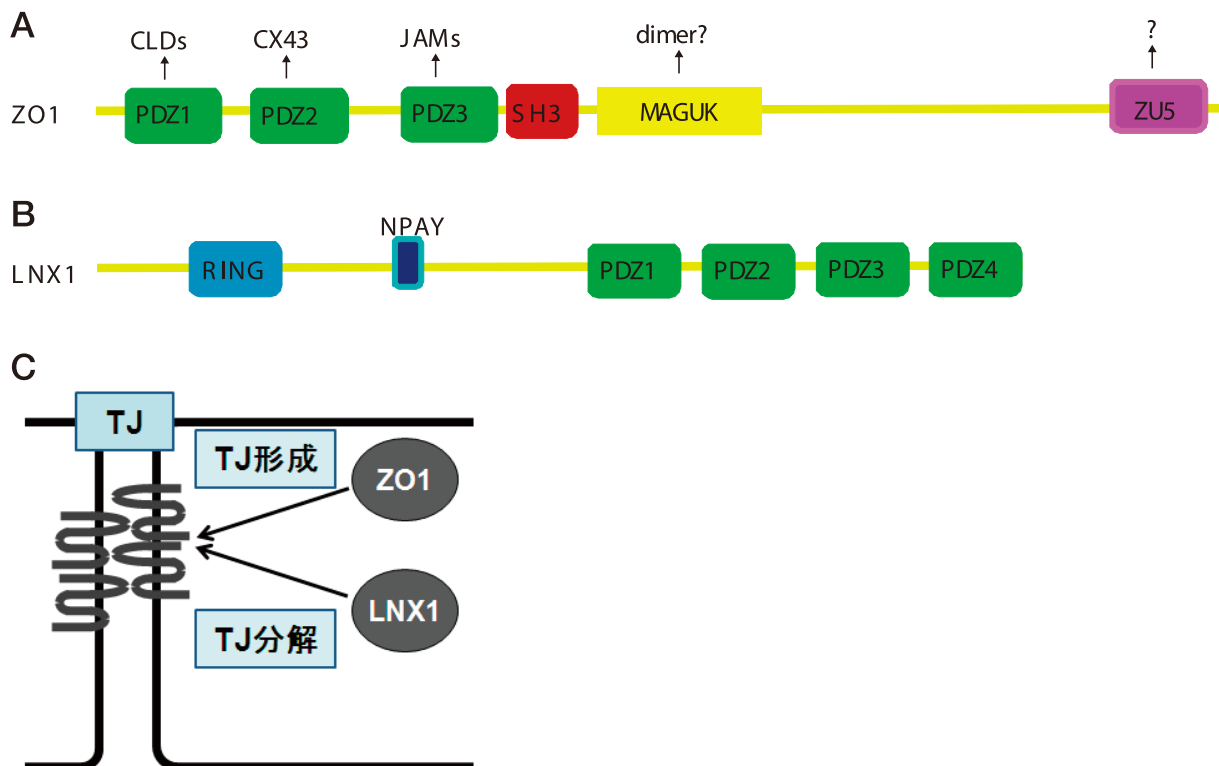 A
CLDs CX43 JAMs dimer? ?
ZO1 PDZ1 PDZ2 PDZ3 SH3 MAGUK ZU5
B
NPAY
LNX1 RING PDZ1 PDZ2 PDZ3 PDZ4
C
TJ
TJ形成
ZO1
LNX1
TJ分解